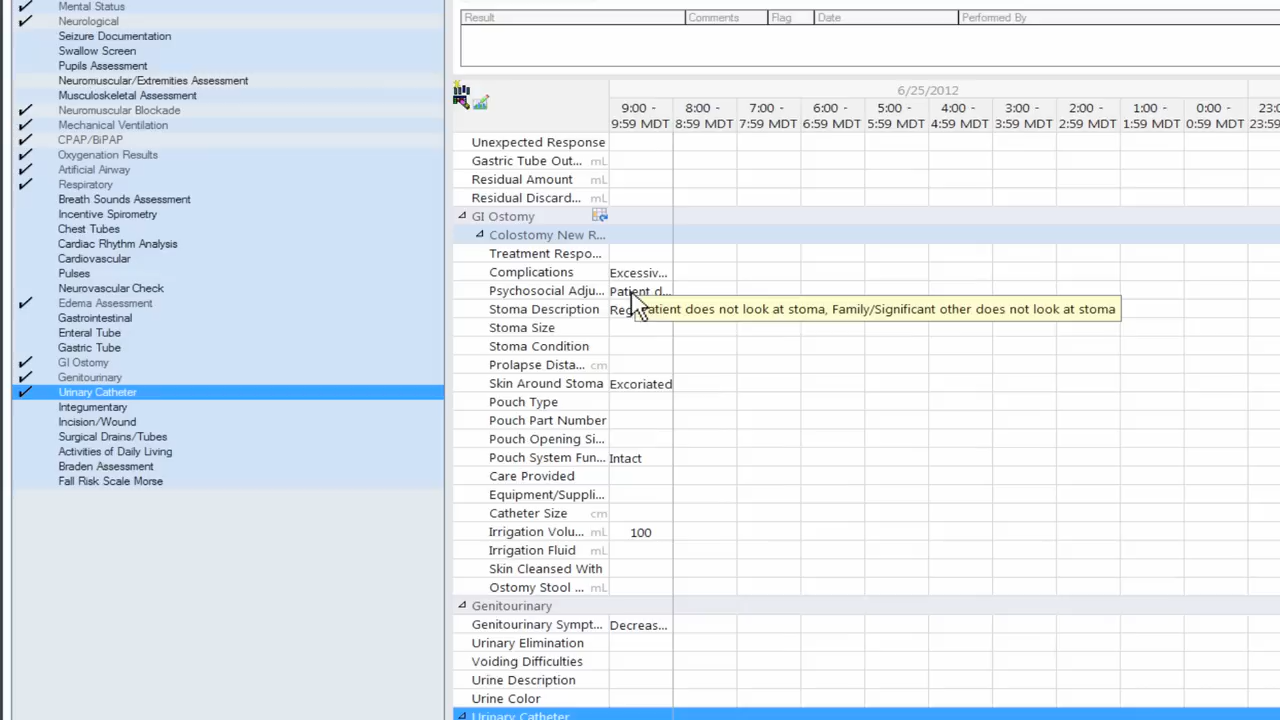 Mental Status
Neurological
Seizure Documentation
Swallow Screen
Pupils Assessment
Neuromuscular/Extremities Assessment
Musculoskeletal Assessment
Neuromuscular Blockade
Mechanical Ventilation
CPAP/BiPAP
Oxygenation Results
Artificial Airway
Respiratory
Breath Sounds Assessment
Incentive Spirometry
Chest Tubes
Cardiac Rhythm Analysis
Cardiovascular
Pulses
Neurovascular Check
Edema Assessment
Gastrointestinal
Enteral Tube
Gastric Tube
GI Ostomy
Genitourinary
Urinary Catheter
Integumentary
Incision/Wound
Surgical Drains/Tubes
Activities of Daily Living
Braden Assessment
Fall Risk Scale Morse
Result Comments Flag Date Performed By
6/25/2012
9:00 - 8:00 - 7:00 - 6:00 - 5:00 - 4:00 - 3:00 - 2:00 - 1:00 - 0:00 - 23:0
9:59 MDT 8:59 MDT 7:59 MDT 6:59 MDT 5:59 MDT 4:59 MDT 3:59 MDT 2:59 MDT 1:59 MDT 0:59 MDT 23:59
Unexpected Response
Gastric Tube Out... mL
Residual Amount mL
Residual Discard... mL
GI Ostomy
Colostomy New R...
Treatment Respo...
Complications Excessiv...
Psychosocial Adju... Patient d...
Stoma Description Reg
Patient does not look at stoma, Family/Significant other does not look at stoma
Stoma Size
Stoma Condition
Prolapse Dista... cm
Skin Around Stoma Excoriated
Pouch Type
Pouch Part Number
Pouch Opening Si...
Pouch System Fun... Intact
Care Provided
Equipment/Suppli...
Catheter Size cm
Irrigation Volu... mL 100
Irrigation Fluid mL
Skin Cleansed With
Ostomy Stool ... mL
Genitourinary
Genitourinary Sympt... Decreas...
Urinary Elimination
Voiding Difficulties
Urine Description
Urine Color
Urinary Catheter